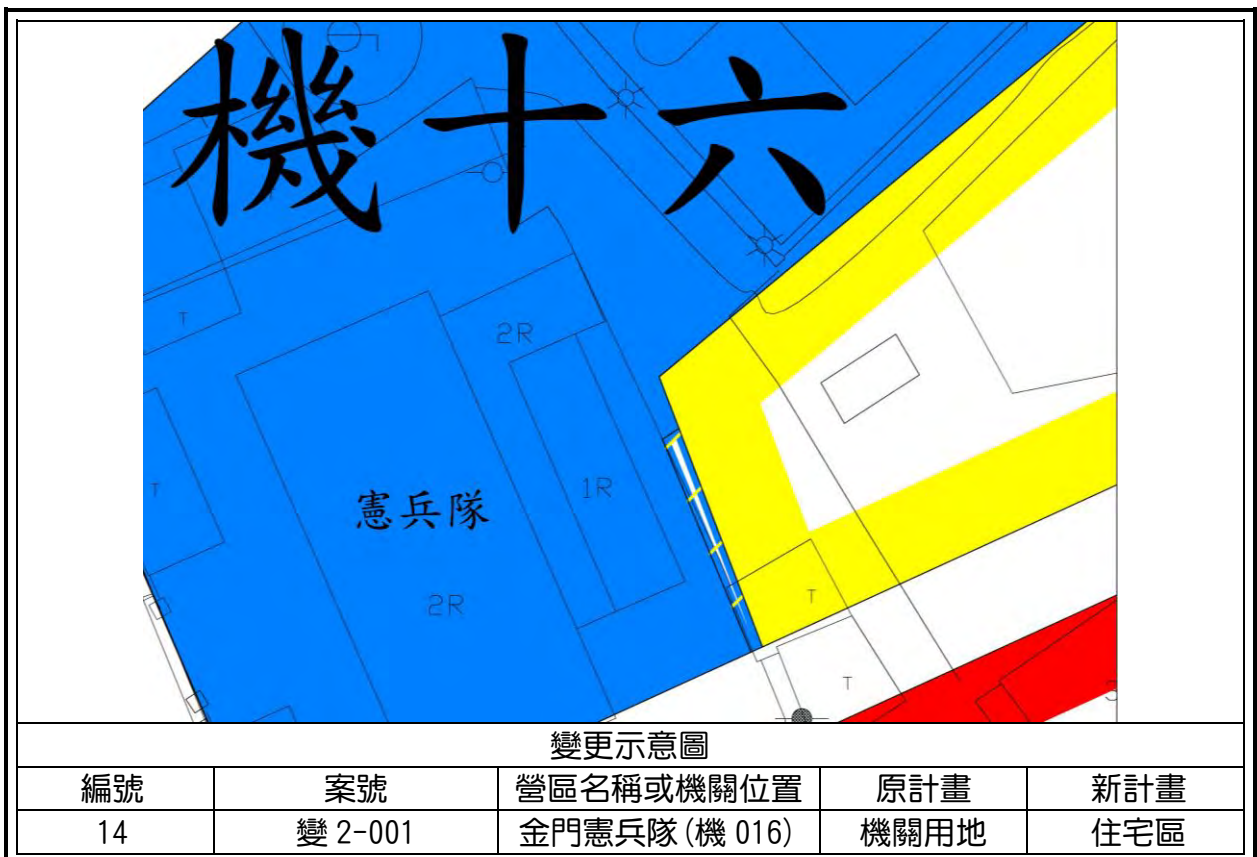 機十六
T
2R
T
1R
憲兵隊
2R
T
T
變更示意圖
編號 案號 營區名稱或機關位置 原計畫 新計畫
14 變 2-001 金門憲兵隊(機 016) 機關用地 住宅區